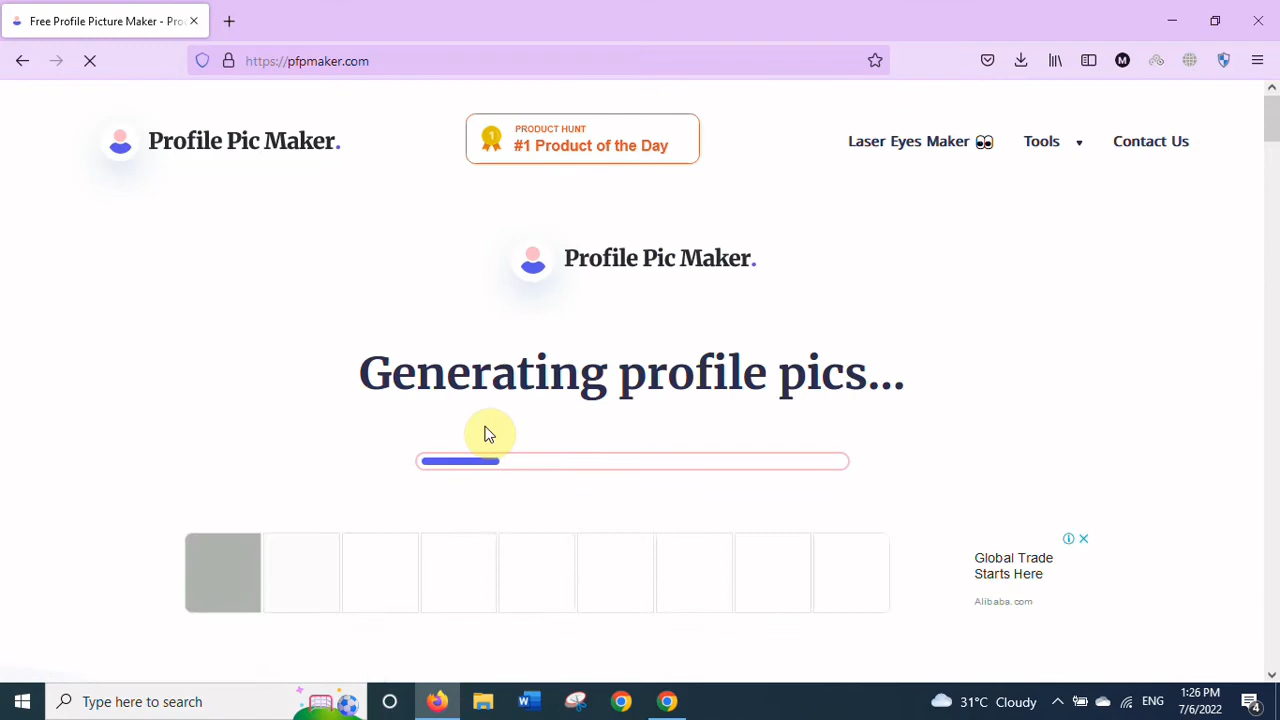 Free Profile Picture Maker - Pro
https://pfpmaker.com
Profile Pic Maker.
PRODUCT HUNT
1
#1 Product of the Day
Laser Eyes Maker
Tools
Contact Us
Profile Pic Maker.
Generating profile pics...
Global Trade
Starts Here
Alibaba.com
Type here to search
31°C Cloudy
ENG
1:26 PM
7/6/2022
4